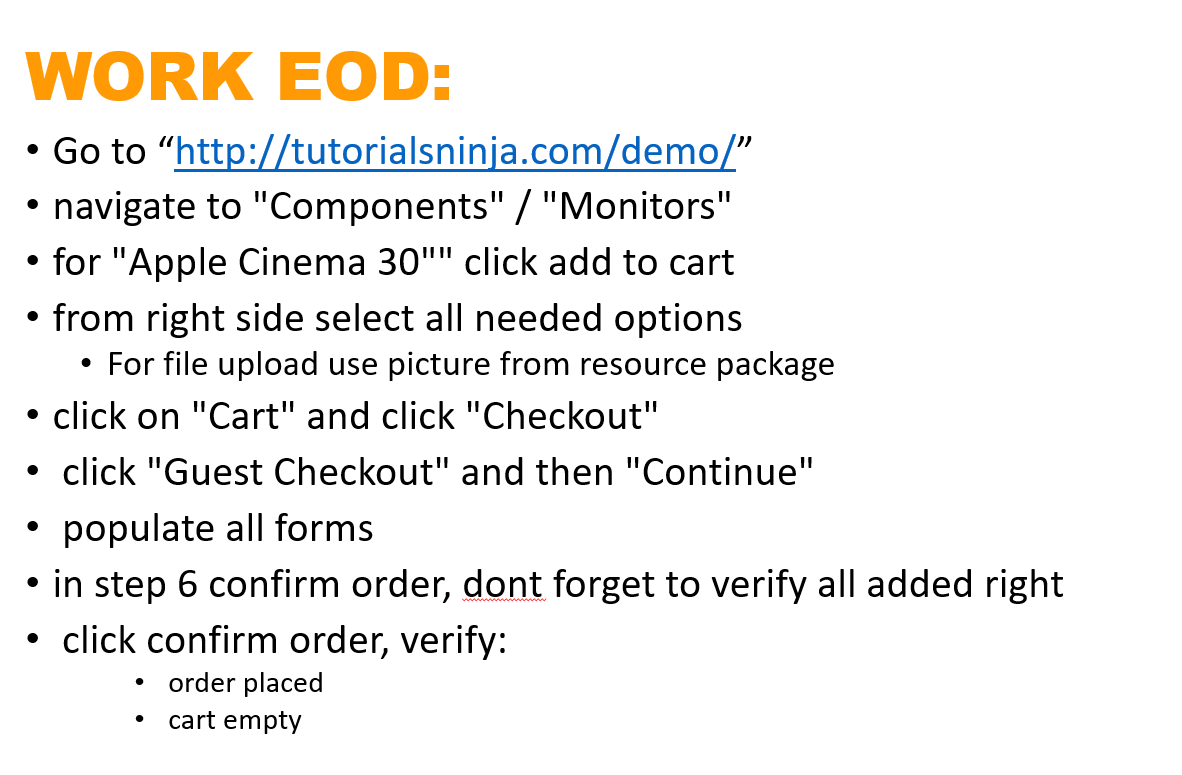 WORK EOD:
• Go to “http://tutorialsninja.com/demo/”
• navigate to "Components" / "Monitors"
• for "Apple Cinema 30"" click add to cart
• from right side select all needed options
• For file upload use picture from resource package
• click on "Cart" and click "Checkout"
• click "Guest Checkout" and then "Continue"
• populate all forms
• in step 6 confirm order, dont forget to verify all added right
• click confirm order, verify:
• order placed
• cart empty